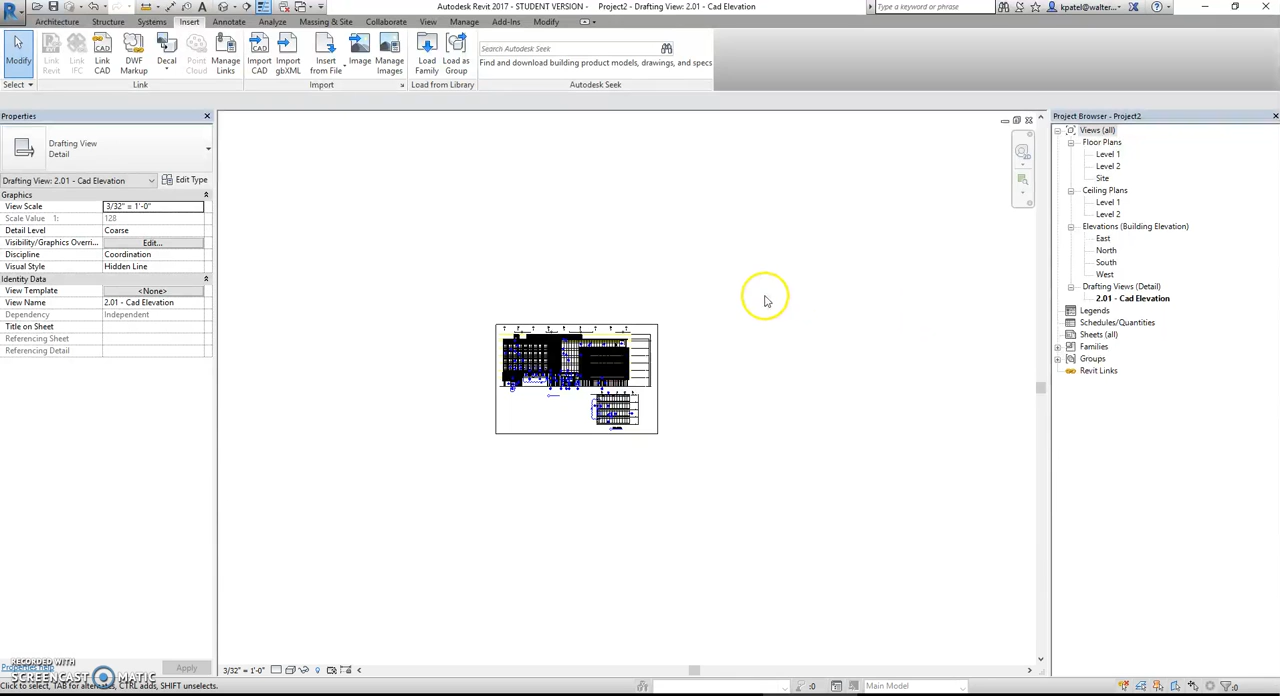 Autodesk Revit 2017 - STUDENT VERSION - Project2 - Drafting View: 2.01 - Cad Elevation
Type a keyword or phrase
kpatel@walter...
Architecture Structure Systems Insert Annotate Analyze Massing & Site Collaborate View Manage Add-Ins Modify
Modify
Link Revit
Link IFC
Link CAD
DWF Markup
Decal
Point Cloud
Manage Links
Import CAD
Import gbXML
Insert from File
Image
Manage Images
Load Family
Load as Group
Search Autodesk Seek
Find and download building product models, drawings, and specs
Select
Link
Import
Load from Library
Autodesk Seek
Properties
Drafting View
Detail
Drafting View: 2.01 - Cad Elevation
Edit Type
Graphics
View Scale 3/32" = 1'-0"
Scale Value 1: 128
Detail Level Coarse
Visibility/Graphics Overri... Edit...
Discipline Coordination
Visual Style Hidden Line
Identity Data
View Template <None>
View Name 2.01 - Cad Elevation
Dependency Independent
Title on Sheet
Referencing Sheet
Referencing Detail
Project Browser - Project2
Views (all)
Floor Plans
Level 1
Level 2
Site
Ceiling Plans
Level 1
Level 2
Elevations (Building Elevation)
East
North
South
West
Drafting Views (Detail)
2.01 - Cad Elevation
Legends
Schedules/Quantities
Sheets (all)
Families
Groups
Revit Links
Properties help
Apply
RECORDED WITH
SCREENCAST MATIC
3/32" = 1'-0"
Click to select, TAB for alternates, CTRL adds, SHIFT unselects.
:0
Main Model
:0